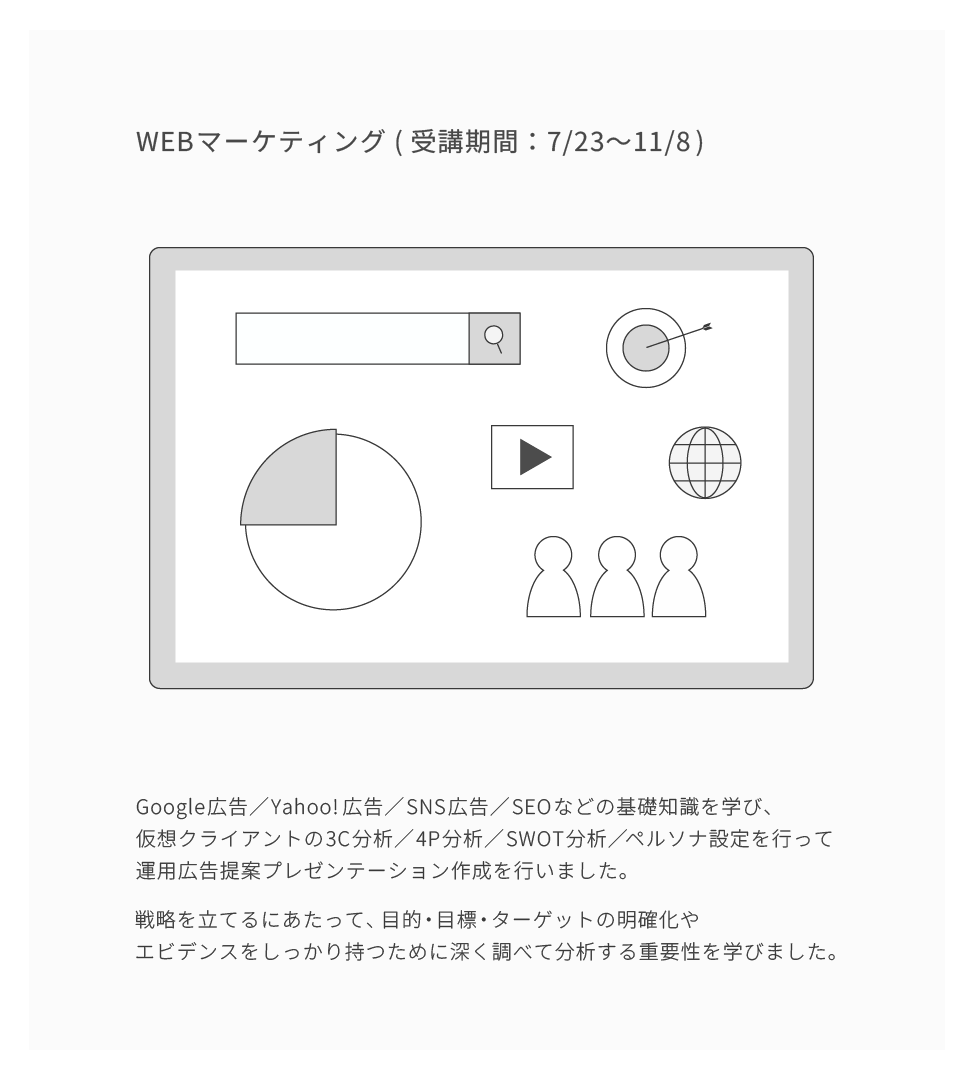 WEBマーケティング ( 受講期間：7/23〜11/8 )
Google広告／Yahoo! 広告／SNS広告／SEOなどの基礎知識を学び、
仮想クライアントの3C分析／4P分析／SWOT分析／ペルソナ設定を行って
運用広告提案プレゼンテーション作成を行いました。
戦略を立てるにあたって、目的・目標・ターゲットの明確化や
エビデンスをしっかり持つために深く調べて分析する重要性を学びました。